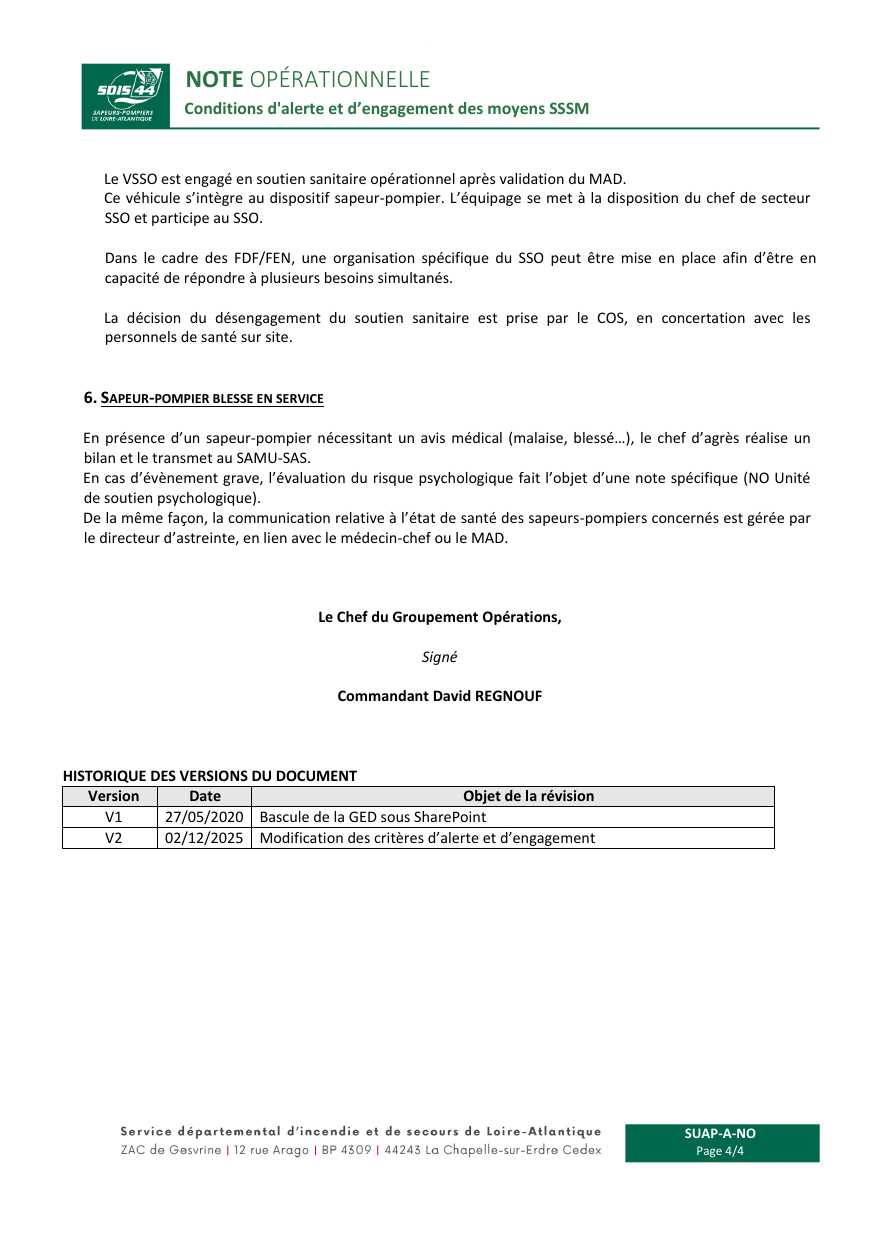 SDIS 44
SAPEURS-POMPIERS
DE LOIRE-ATLANTIQUE
NOTE OPÉRATIONNELLE
Conditions d'alerte et d’engagement des moyens SSSM
Le VSSO est engagé en soutien sanitaire opérationnel après validation du MAD.
Ce véhicule s’intègre au dispositif sapeur-pompier. L’équipage se met à la disposition du chef de secteur
SSO et participe au SSO.
Dans le cadre des FDF/FEN, une organisation spécifique du SSO peut être mise en place afin d’être en
capacité de répondre à plusieurs besoins simultanés.
La décision du désengagement du soutien sanitaire est prise par le COS, en concertation avec les
personnels de santé sur site.
6. SAPEUR-POMPIER BLESSE EN SERVICE
En présence d’un sapeur-pompier nécessitant un avis médical (malaise, blessé…), le chef d’agrès réalise un
bilan et le transmet au SAMU-SAS.
En cas d’évènement grave, l’évaluation du risque psychologique fait l’objet d’une note spécifique (NO Unité
de soutien psychologique).
De la même façon, la communication relative à l’état de santé des sapeurs-pompiers concernés est gérée par
le directeur d’astreinte, en lien avec le médecin-chef ou le MAD.
Le Chef du Groupement Opérations,
Signé
Commandant David REGNOUF
HISTORIQUE DES VERSIONS DU DOCUMENT
Version Date Objet de la révision
V1 27/05/2020 Bascule de la GED sous SharePoint
V2 02/12/2025 Modification des critères d’alerte et d’engagement
Service départemental d’incendie et de secours de Loire-Atlantique
ZAC de Gesvrine | 12 rue Arago | BP 4309 | 44243 La Chapelle-sur-Erdre Cedex
SUAP-A-NO
Page 4/4